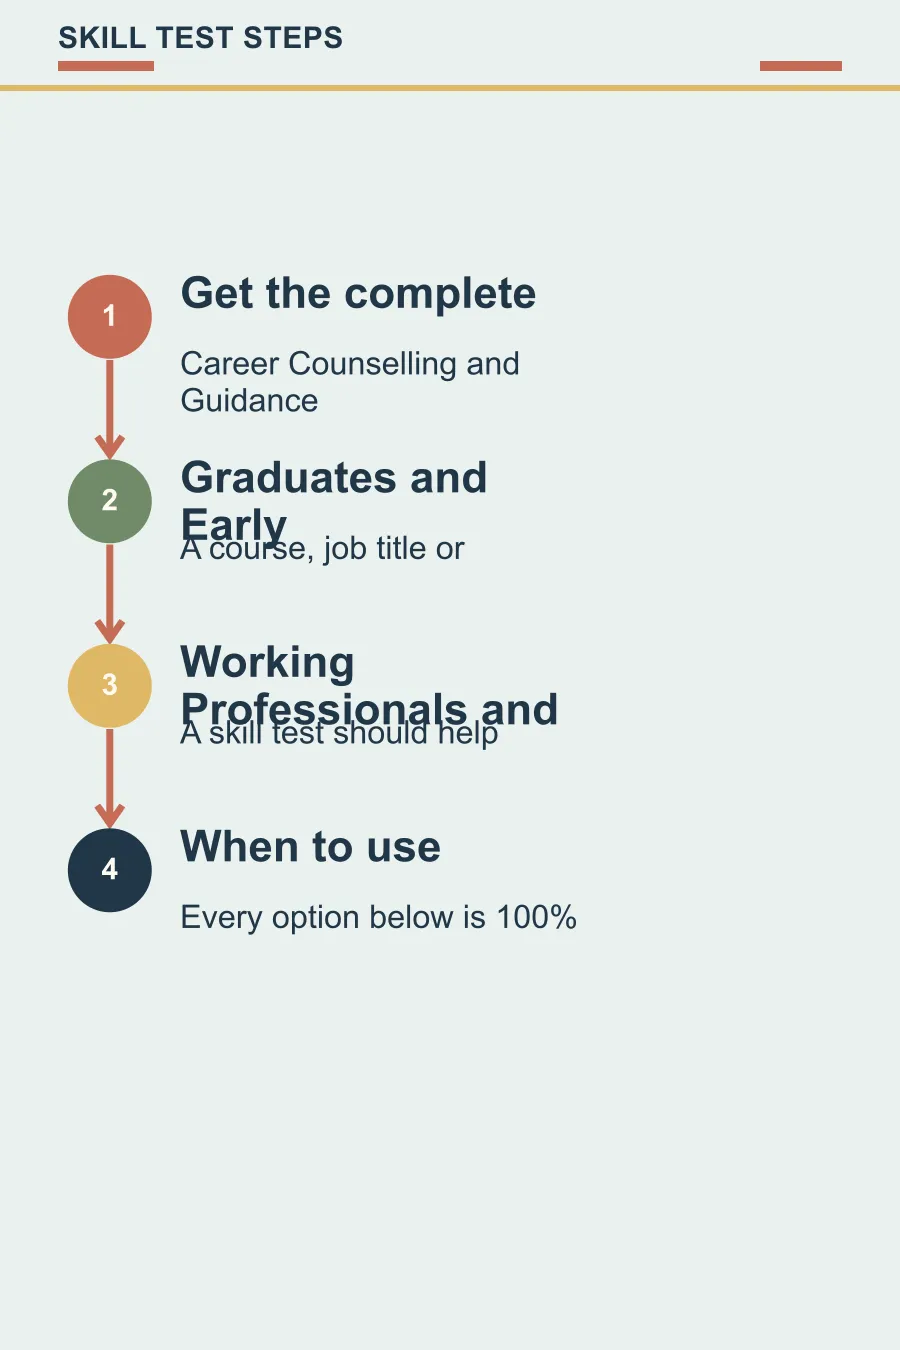 SKILL TEST STEPS
1
Get the complete
Career Counselling and
Guidance
2
Graduates and
Early
A course, job title or
3
Working
Professionals and
A skill test should help
4
When to use
Every option below is 100%